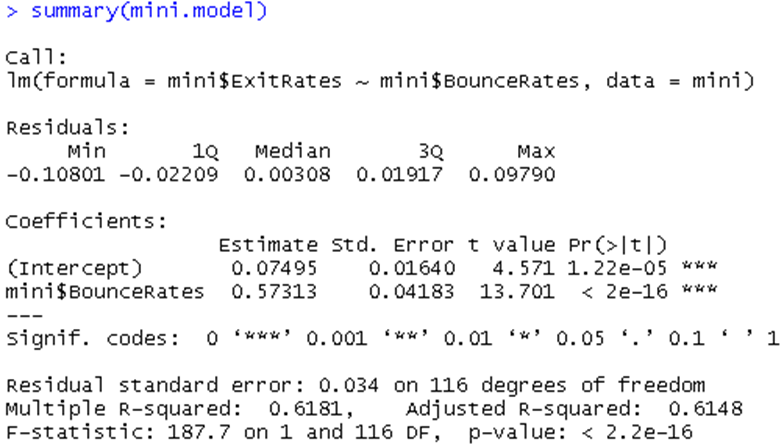 > summary(mini.model)
Call:
lm(formula = mini$ExitRates ~ mini$BounceRates, data = mini)
Residuals:
Min 1Q Median 3Q Max
-0.10801 -0.02209 0.00308 0.01917 0.09790
Coefficients:
Estimate Std. Error t value Pr(>|t|)
(Intercept) 0.07495 0.01640 4.571 1.22e-05 ***
mini$BounceRates 0.57313 0.04183 13.701 < 2e-16 ***
---
Signif. codes: 0 ‘***’ 0.001 ‘**’ 0.01 ‘*’ 0.05 ‘.’ 0.1 ‘ ’ 1
Residual standard error: 0.034 on 116 degrees of freedom
Multiple R-squared: 0.6181, Adjusted R-squared: 0.6148
F-statistic: 187.7 on 1 and 116 DF, p-value: < 2.2e-16